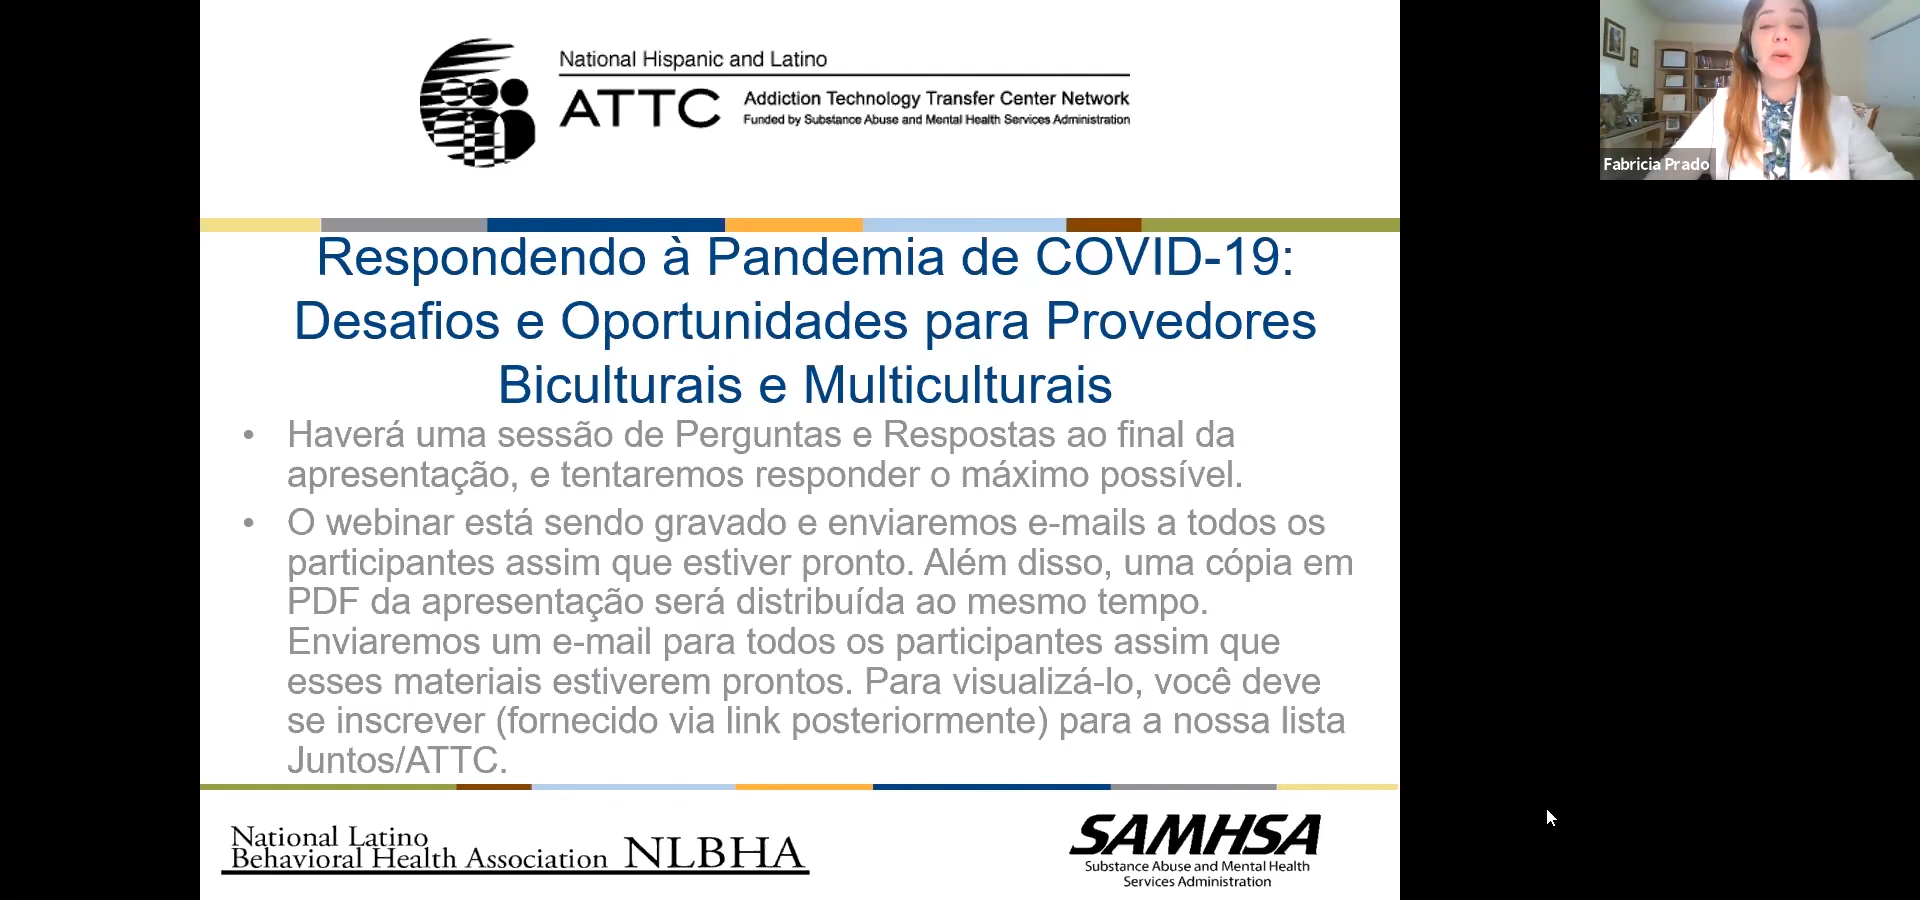 National Hispanic and Latino
ATTC
Addiction Technology Transfer Center Network
Funded by Substance Abuse and Mental Health Services Administration
Fabricia Prado
Respondendo à Pandemia de COVID-19:
Desafios e Oportunidades para Provedores
Biculturais e Multiculturais
• Haverá uma sessão de Perguntas e Respostas ao final da
apresentação, e tentaremos responder o máximo possível.
• O webinar está sendo gravado e enviaremos e-mails a todos os
participantes assim que estiver pronto. Além disso, uma cópia em
PDF da apresentação será distribuída ao mesmo tempo.
Enviaremos um e-mail para todos os participantes assim que
esses materiais estiverem prontos. Para visualizá-lo, você deve
se inscrever (fornecido via link posteriormente) para a nossa lista
Juntos/ATTC.
National Latino
Behavioral Health Association NLBHA
SAMHSA
Substance Abuse and Mental Health
Services Administration